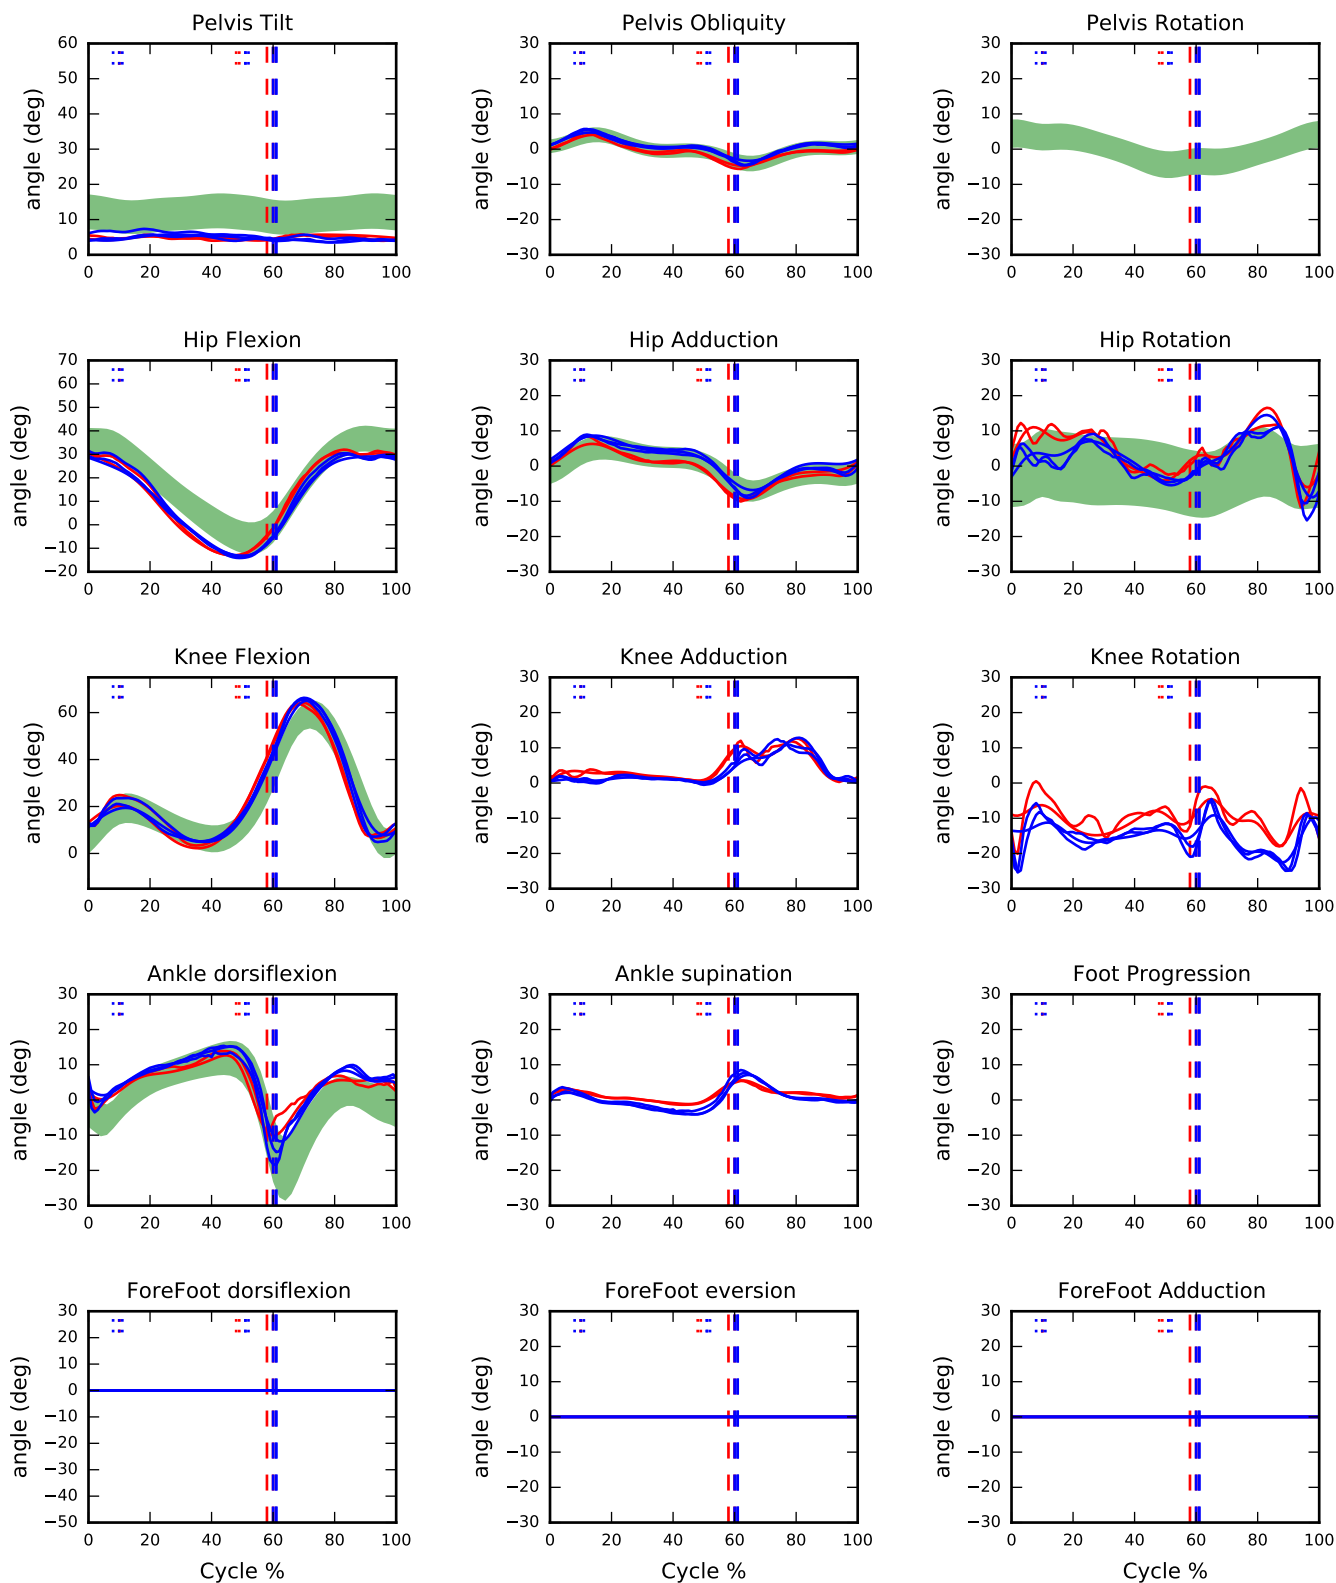 Pelvis Tilt Pelvis Obliquity Pelvis Rotation
60 30 30
50 20 20
40 10 10
30 0 0
20 −10 −10
10 −20 −20
0 −30 −30
angle (deg) angle (deg) angle (deg)
0 20 40 60 80 100 0 20 40 60 80 100 0 20 40 60 80 100
Hip Flexion Hip Adduction Hip Rotation
70 30 30
60 20 20
50 10 10
40 0 0
30 −10 −10
20 −20 −20
10 −30 −30
0
−10
−20
angle (deg) angle (deg) angle (deg)
0 20 40 60 80 100 0 20 40 60 80 100 0 20 40 60 80 100
Knee Flexion Knee Adduction Knee Rotation
60 30 30
40 20 20
20 10 10
0 0 0
−10 −10
−20 −20
−30 −30
angle (deg) angle (deg) angle (deg)
0 20 40 60 80 100 0 20 40 60 80 100 0 20 40 60 80 100
Ankle dorsiflexion Ankle supination Foot Progression
30 30 30
20 20 20
10 10 10
0 0 0
−10 −10 −10
−20 −20 −20
−30 −30 −30
angle (deg) angle (deg) angle (deg)
0 20 40 60 80 100 0 20 40 60 80 100 0 20 40 60 80 100
ForeFoot dorsiflexion ForeFoot eversion ForeFoot Adduction
30 30 30
20 20 20
10 10 10
0 0 0
−10 −10 −10
−20 −20 −20
−30 −30 −30
−40
−50
angle (deg) angle (deg) angle (deg)
0 20 40 60 80 100 0 20 40 60 80 100 0 20 40 60 80 100
Cycle % Cycle % Cycle %